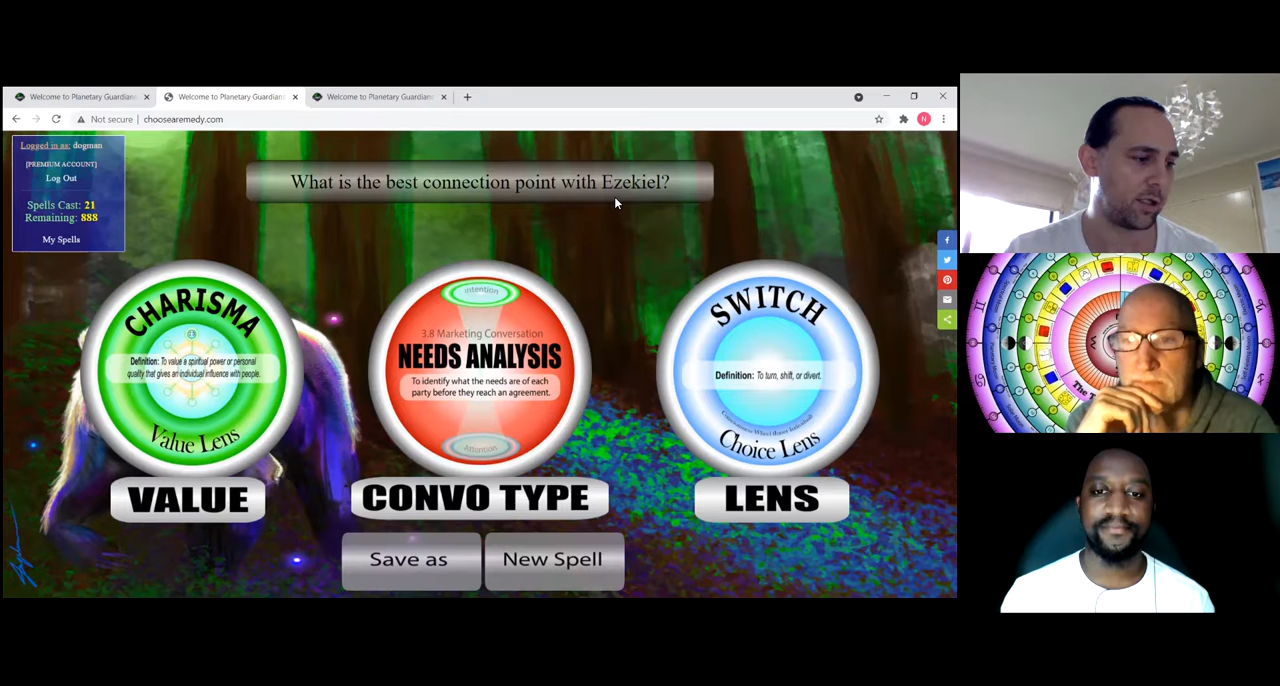 Welcome to Planetary Guardian
Welcome to Planetary Guardian
Welcome to Planetary Guardian
Not secure
choosearemedy.com
N
Logged in as: dogman
[PREMIUM ACCOUNT]
Log Out
Spells Cast: 21
Remaining: 888
My Spells
What is the best connection point with Ezekiel?
CHARISMA
Definition: To value a spiritual power or personal
quality that gives an individual influence with people.
Value Lens
VALUE
Intention
3.8 Marketing Conversation
NEEDS ANALYSIS
To identify what the needs are of each
party before they reach an agreement.
Attention
CONVO TYPE
SWITCH
Definition: To turn, shift, or divert.
Choice Lens
LENS
Save as
New Spell